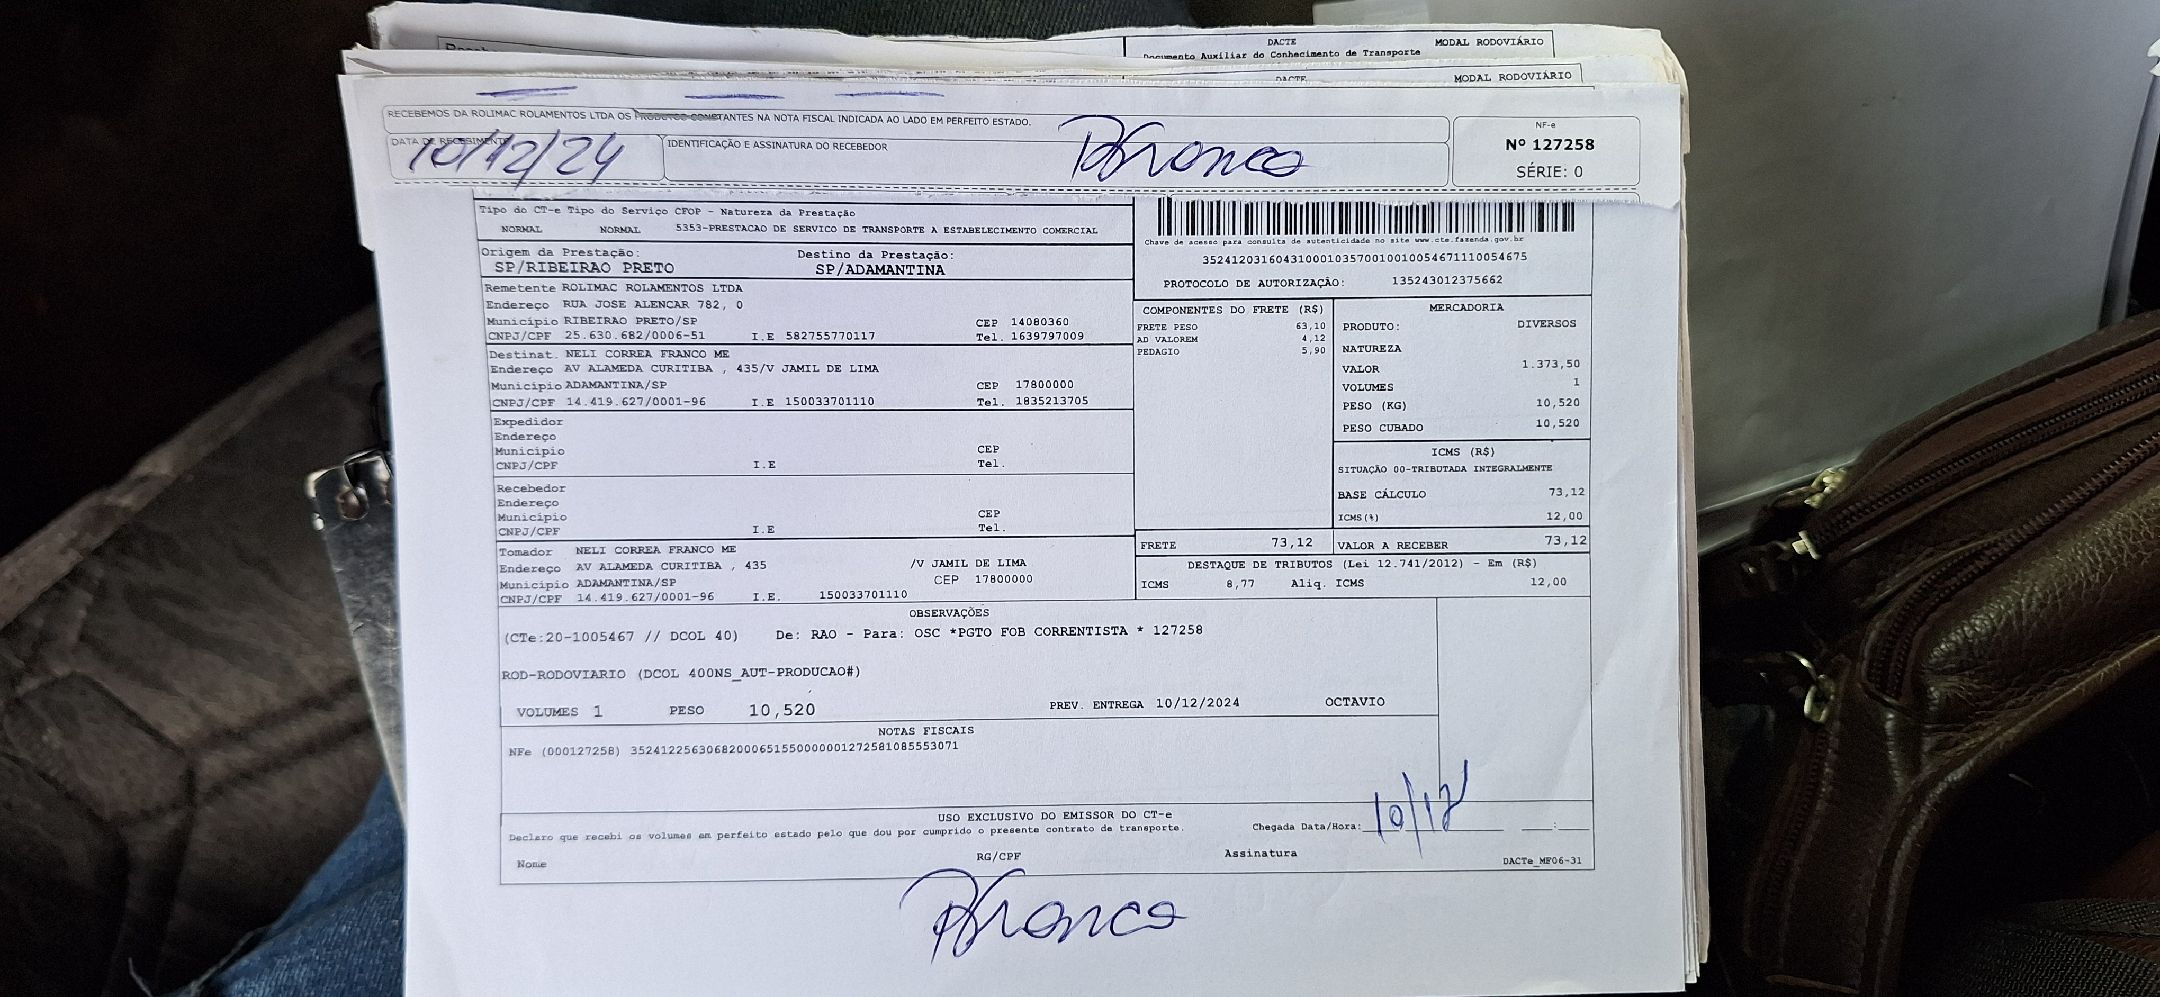 DACTE MODAL RODOVIÁRIO
Documento Auxiliar do Conhecimento de Transporte
DACTE MODAL RODOVIÁRIO
RECEBEMOS DA ROLIMAC ROLAMENTOS LTDA OS PRODUTOS CONSTANTES NA NOTA FISCAL INDICADA AO LADO EM PERFEITO ESTADO.
DATA DE RECEBIMENTO
10/12/24
IDENTIFICAÇÃO E ASSINATURA DO RECEBEDOR
Franco
NF-e
Nº 127258
SÉRIE: 0
Tipo do CT-e Tipo do Serviço CFOP - Natureza da Prestação
NORMAL NORMAL 5353-PRESTACAO DE SERVICO DE TRANSPORTE A ESTABELECIMENTO COMERCIAL
Origem da Prestação: Destino da Prestação:
SP/RIBEIRAO PRETO SP/ADAMANTINA
Chave de acesso para consulta de autenticidade no site www.cte.fazenda.gov.br
35241203160431000103570010010054671110054675
PROTOCOLO DE AUTORIZAÇÃO: 135243012375662
Remetente ROLIMAC ROLAMENTOS LTDA
Endereço RUA JOSE ALENCAR 782, 0
Município RIBEIRAO PRETO/SP CEP 14080360
CNPJ/CPF 25.630.682/0006-51 I.E 582755770117 Tel. 1639797009
Destinat. NELI CORREA FRANCO ME
Endereço AV ALAMEDA CURITIBA , 435/V JAMIL DE LIMA
Município ADAMANTINA/SP CEP 17800000
CNPJ/CPF 14.419.627/0001-96 I.E 150033701110 Tel. 1835213705
Expedidor
Endereço
Município CEP
CNPJ/CPF I.E Tel.
Recebedor
Endereço
Município CEP
CNPJ/CPF I.E Tel.
Tomador NELI CORREA FRANCO ME
Endereço AV ALAMEDA CURITIBA , 435 /V JAMIL DE LIMA
Município ADAMANTINA/SP CEP 17800000
CNPJ/CPF 14.419.627/0001-96 I.E. 150033701110
COMPONENTES DO FRETE (R$)
FRETE PESO 63,10
AD VALOREM 4,12
PEDAGIO 5,90
MERCADORIA
PRODUTO: DIVERSOS
NATUREZA
VALOR 1.373,50
VOLUMES 1
PESO (KG) 10,520
PESO CUBADO 10,520
ICMS (R$)
SITUAÇÃO 00-TRIBUTADA INTEGRALMENTE
BASE CÁLCULO 73,12
ICMS(%) 12,00
FRETE 73,12 VALOR A RECEBER 73,12
DESTAQUE DE TRIBUTOS (Lei 12.741/2012) - Em (R$)
ICMS 8,77 Aliq. ICMS 12,00
OBSERVAÇÕES
(CTe:20-1005467 // DCOL 40) De: RAO - Para: OSC *PGTO FOB CORRENTISTA * 127258
ROD-RODOVIARIO (DCOL 400NS_AUT-PRODUCAO#)
VOLUMES 1 PESO 10,520 PREV. ENTREGA 10/12/2024 OCTAVIO
NOTAS FISCAIS
NFe (000127258) 35241225630682000651550000001272581085553071
USO EXCLUSIVO DO EMISSOR DO CT-e
Declaro que recebi os volumes em perfeito estado pelo que dou por cumprido o presente contrato de transporte. Chegada Data/Hora: 10/12
Nome RG/CPF Assinatura DACTe_MF06-31
Franco